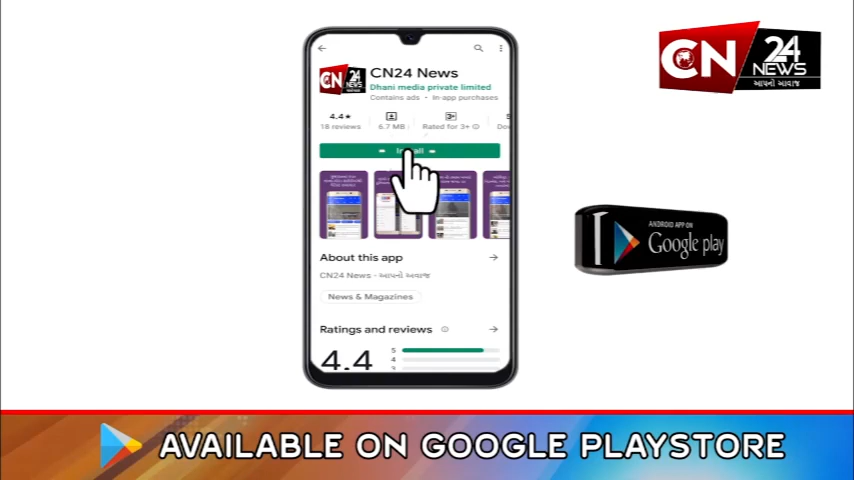 CN24 News
Dhani media private limited
Contains ads • In-app purchases
4.4★
18 reviews
6.7 MB
3+
Rated for 3+
About this app
CN24 News - આપનો અવાજ
News & Magazines
Ratings and reviews
4.4
5
4
3
CN 24
NEWS
આપનો અવાજ
ANDROID APP ON
Google play
AVAILABLE ON GOOGLE PLAYSTORE